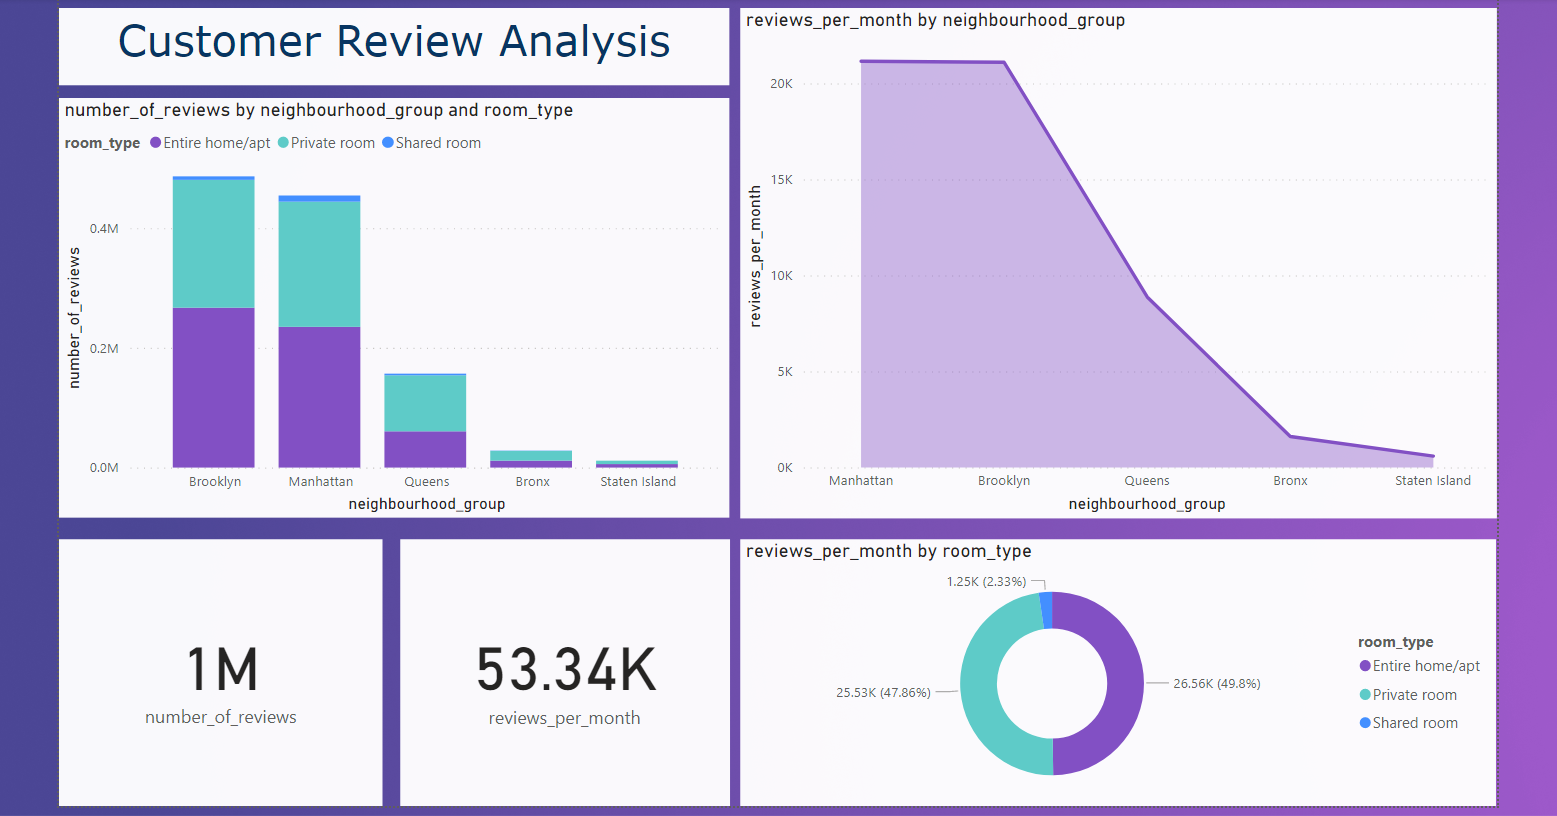 Customer Review Analysis
number_of_reviews by neighbourhood_group and room_type
room_type Entire home/apt Private room Shared room
number_of_reviews
0.4M
0.2M
0.0M
Brooklyn Manhattan Queens Bronx Staten Island
neighbourhood_group
reviews_per_month by neighbourhood_group
reviews_per_month
20K
15K
10K
5K
0K
Manhattan Brooklyn Queens Bronx Staten Island
neighbourhood_group
1M
number_of_reviews
53.34K
reviews_per_month
reviews_per_month by room_type
1.25K (2.33%)
25.53K (47.86%)
26.56K (49.8%)
room_type
Entire home/apt
Private room
Shared room